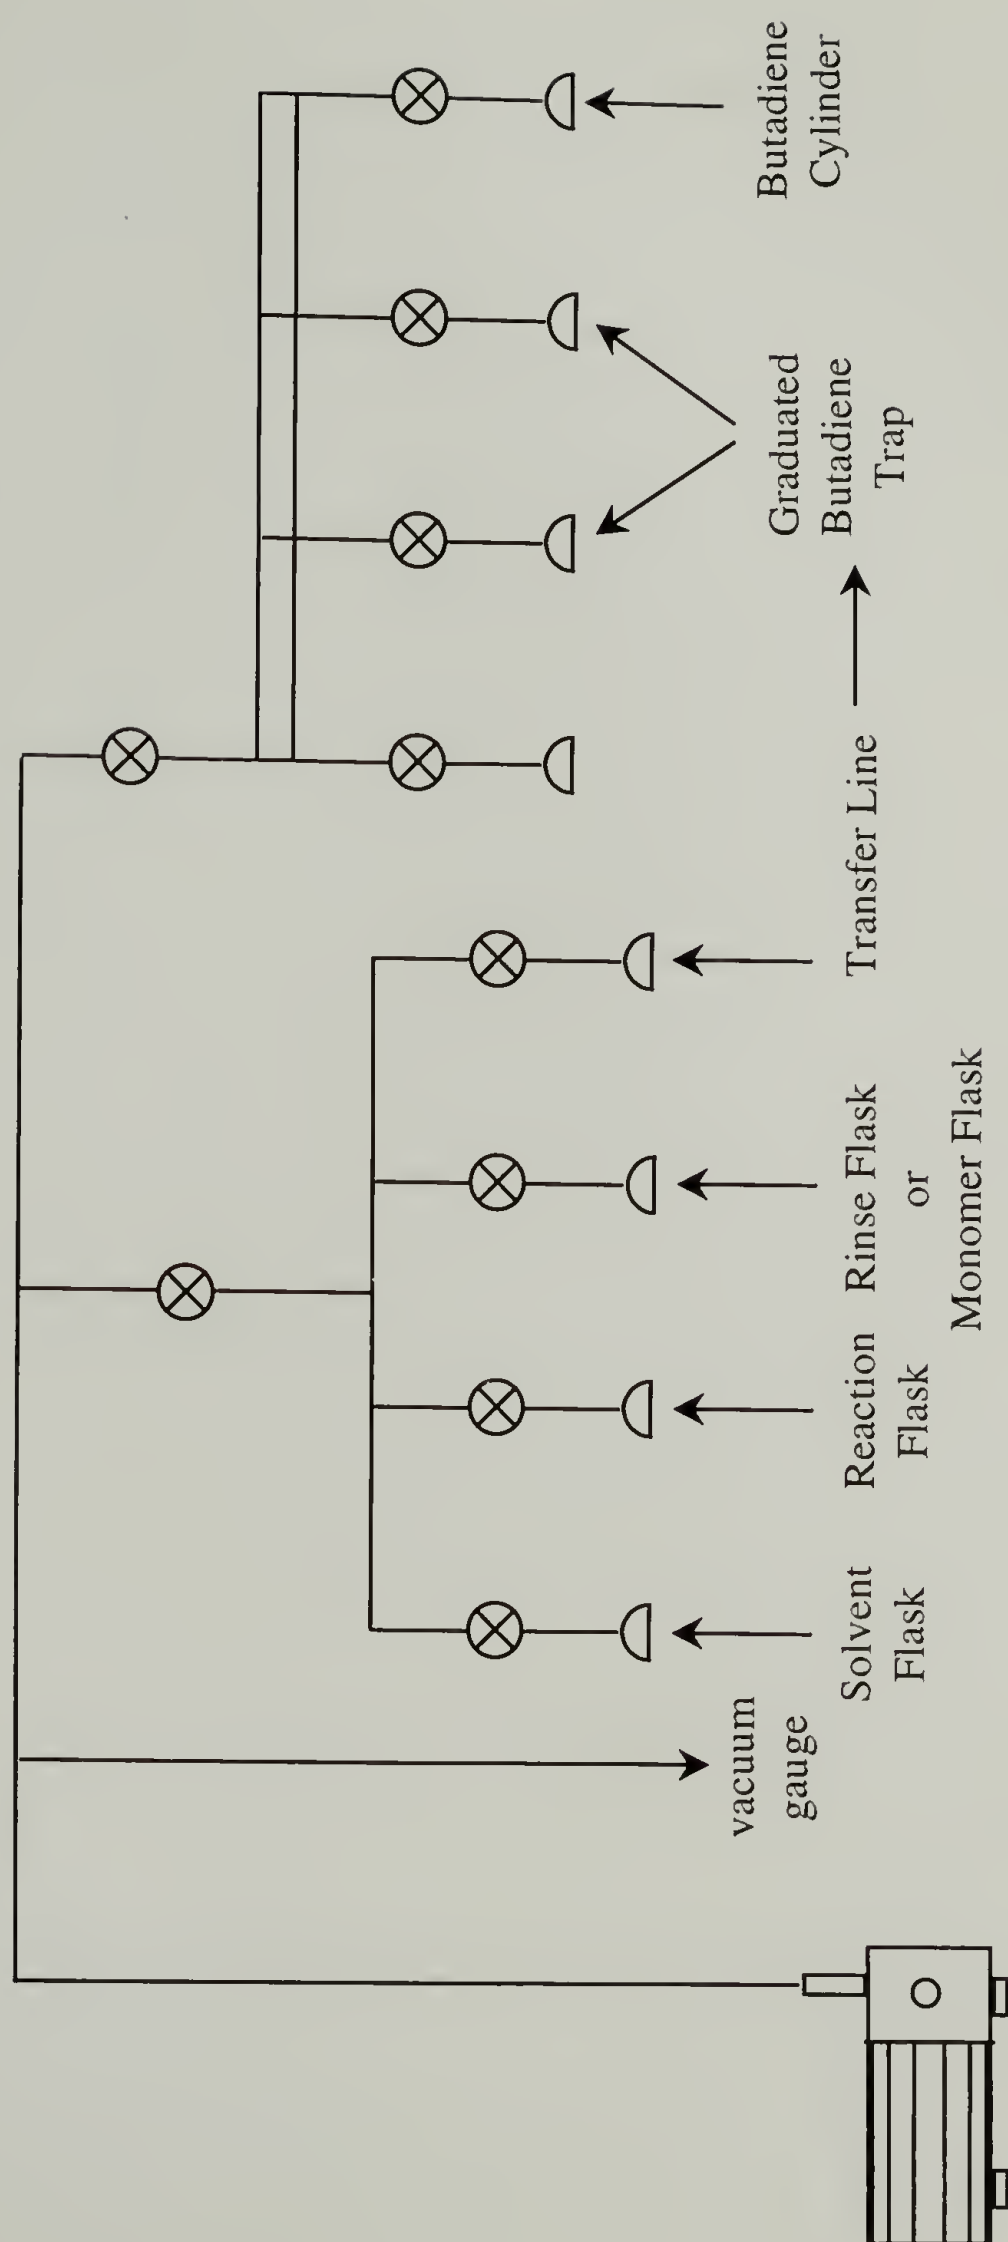 vacuum
gauge
Solvent
Flask
Reaction
Flask
Rinse Flask
or
Monomer Flask
Transfer Line
Graduated
Butadiene
Trap
Butadiene
Cylinder